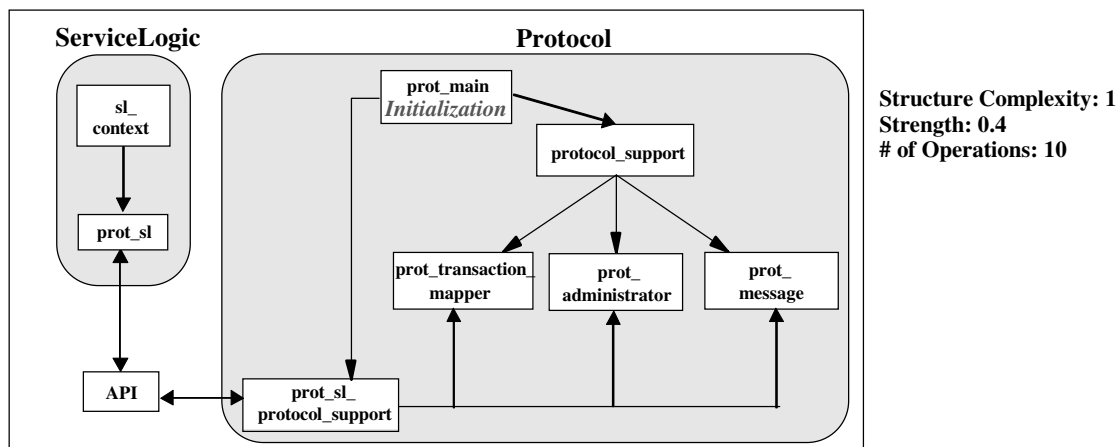 ServiceLogic
Protocol
sl_
context
prot_sl
API
prot_main
Initialization
protocol_support
prot_transaction_
mapper
prot_
administrator
prot_
message
prot_sl_
protocol_support
Structure Complexity: 1
Strength: 0.4
# of Operations: 10